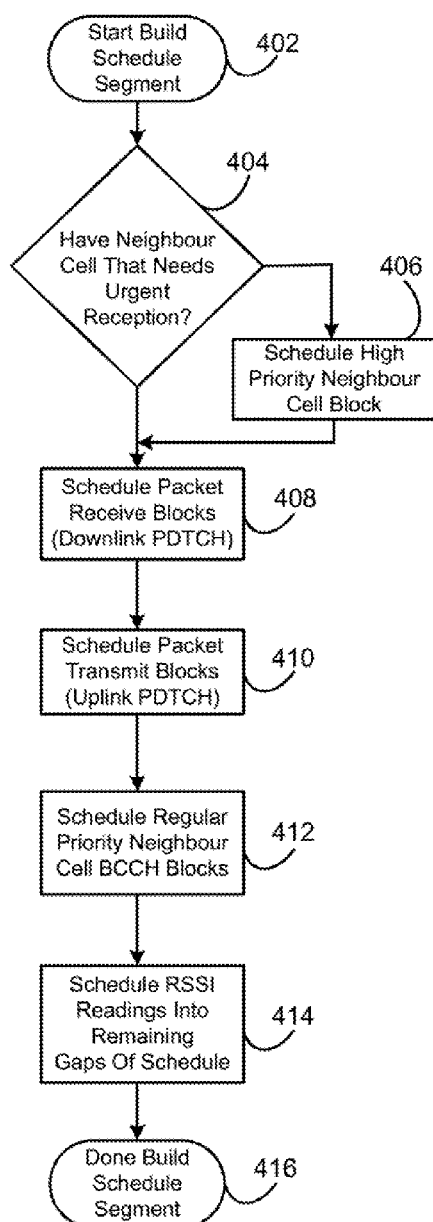 Start Build
Schedule
Segment
402
404
Have Neighbour
Cell That Needs
Urgent
Reception?
406
Schedule High
Priority Neighbour
Cell Block
Schedule Packet
Receive Blocks
(Downlink PDTCH)
408
Schedule Packet
Transmit Blocks
(Uplink PDTCH)
410
Schedule Regular
Priority Neighbour
Cell BCCH Blocks
412
Schedule RSSI
Readings Into
Remaining
Gaps Of Schedule
414
Done Build
Schedule
Segment
416